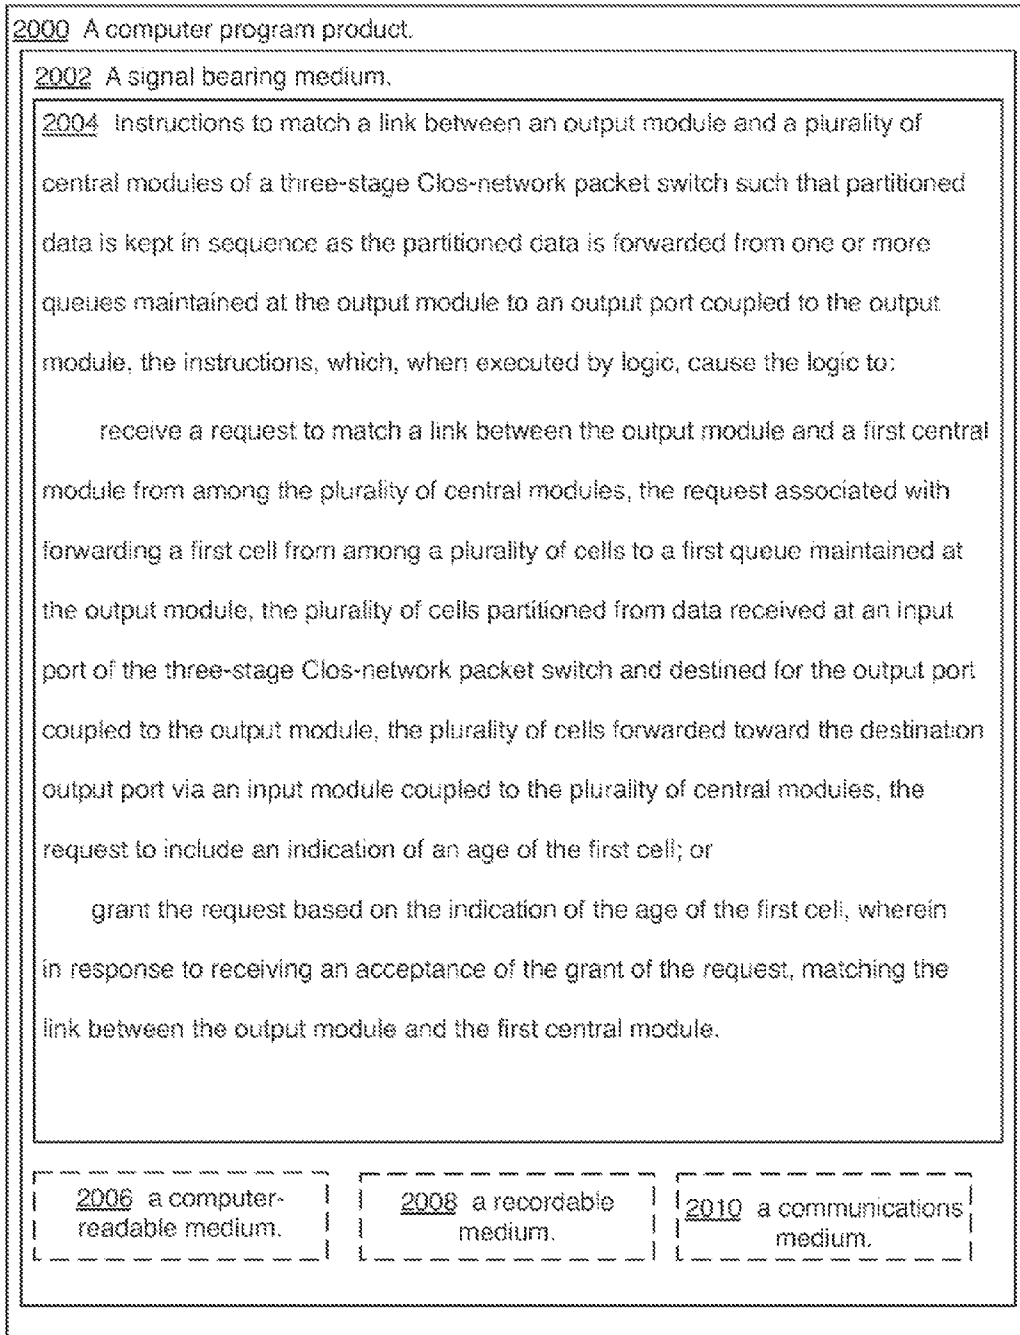 2000 A computer program product.
2002 A signal bearing medium.
2004 Instructions to match a link between an output module and a plurality of
central modules of a three-stage Clos-network packet switch such that partitioned
data is kept in sequence as the partitioned data is forwarded from one or more
queues maintained at the output module to an output port coupled to the output
module, the instructions, which, when executed by logic, cause the logic to:
receive a request to match a link between the output module and a first central
module from among the plurality of central modules, the request associated with
forwarding a first cell from among a plurality of cells to a first queue maintained at
the output module, the plurality of cells partitioned from data received at an input
port of the three-stage Clos-network packet switch and destined for the output port
coupled to the output module, the plurality of cells forwarded toward the destination
output port via an input module coupled to the plurality of central modules, the
request to include an indication of an age of the first cell; or
grant the request based on the indication of the age of the first cell, wherein
in response to receiving an acceptance of the grant of the request, matching the
link between the output module and the first central module.
2006 a computer-
readable medium.
2008 a recordable
medium.
2010 a communications
medium.